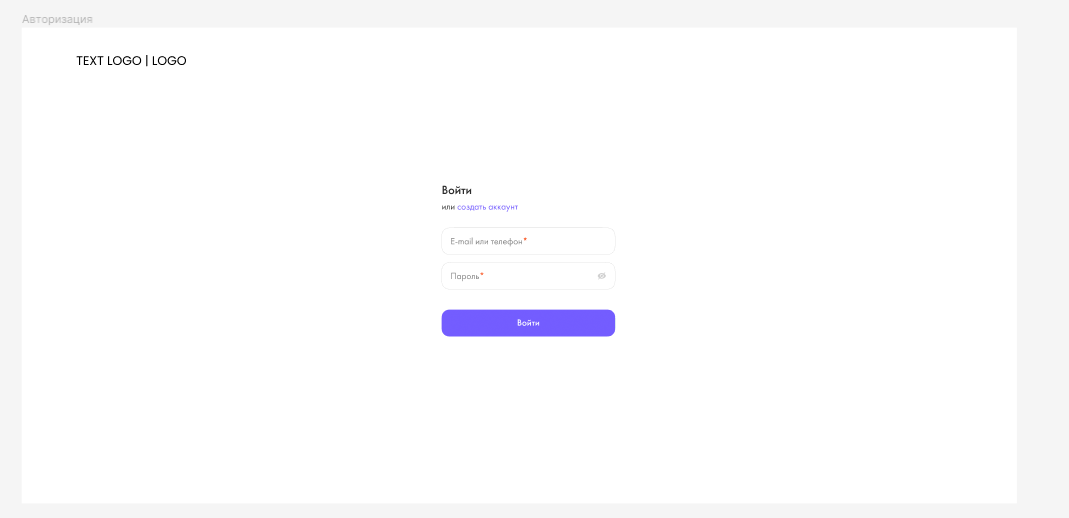 Авторизация
TEXT LOGO | LOGO
Войти
или создать аккаунт
E-mail или телефон*
Пароль*
Войти